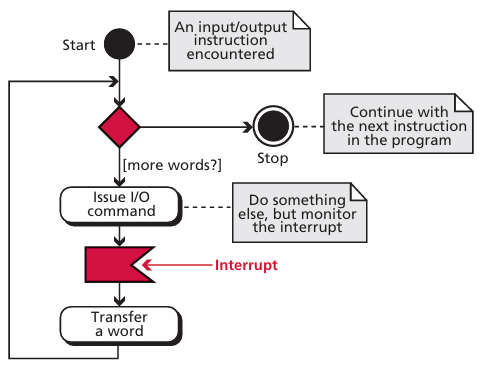 Start
An input/output
instruction
encountered
Continue with
the next instruction
in the program
Stop
[more words?]
Issue I/O
command
Do something
else, but monitor
the interrupt
Interrupt
Transfer
a word